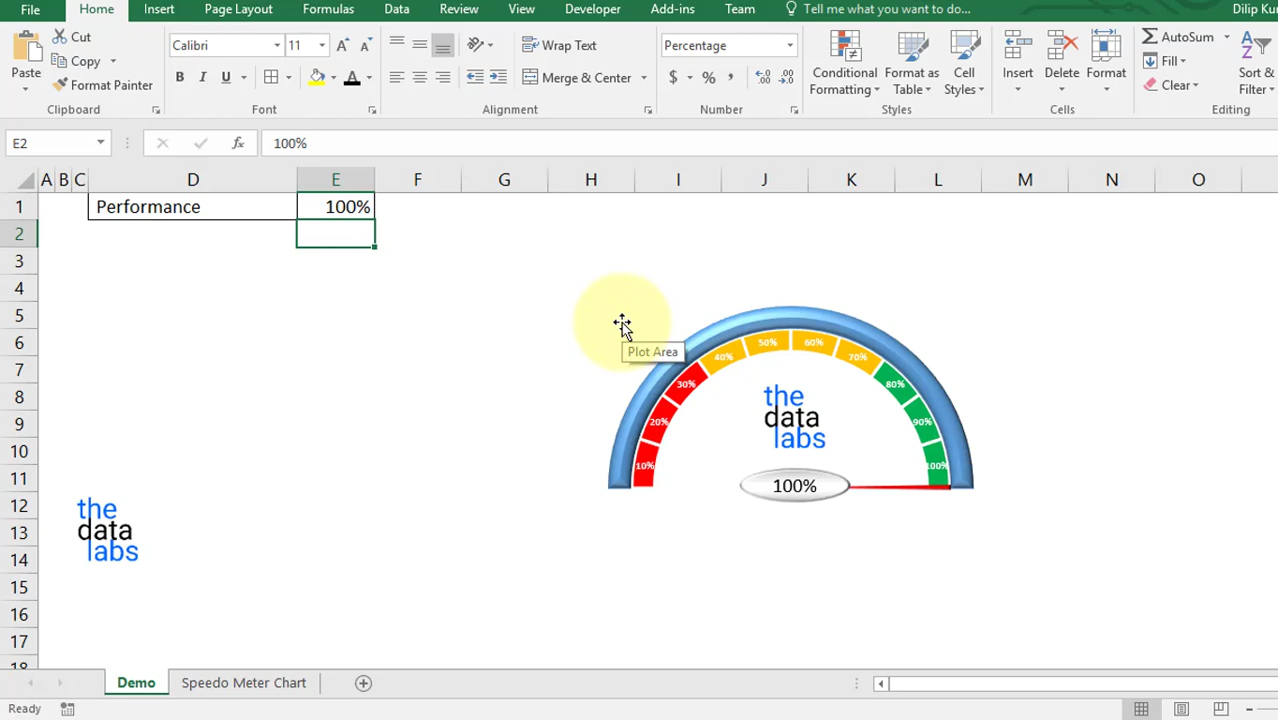 File Home Insert Page Layout Formulas Data Review View Developer Add-ins Team Tell me what you want to do...
Paste
Cut
Copy
Format Painter
Clipboard
Calibri 11
B I U
Font
Wrap Text
Merge & Center
Alignment
Percentage
$ % ,
Number
Conditional
Formatting
Format as
Table
Cell
Styles
Styles
Insert
Delete
Format
Cells
AutoSum
Fill
Clear
Sort &
Filter
Editing
E2 fx 100%
A B C D E F G H I J K L M N O
1 Performance 100%
2
3
4
5
6
7
8
9
10
11
12
13
14
15
16
17
18
Plot Area
10%
20%
30%
40%
50%
60%
70%
80%
90%
100%
the
data
labs
100%
the
data
labs
Demo Speedo Meter Chart
Ready